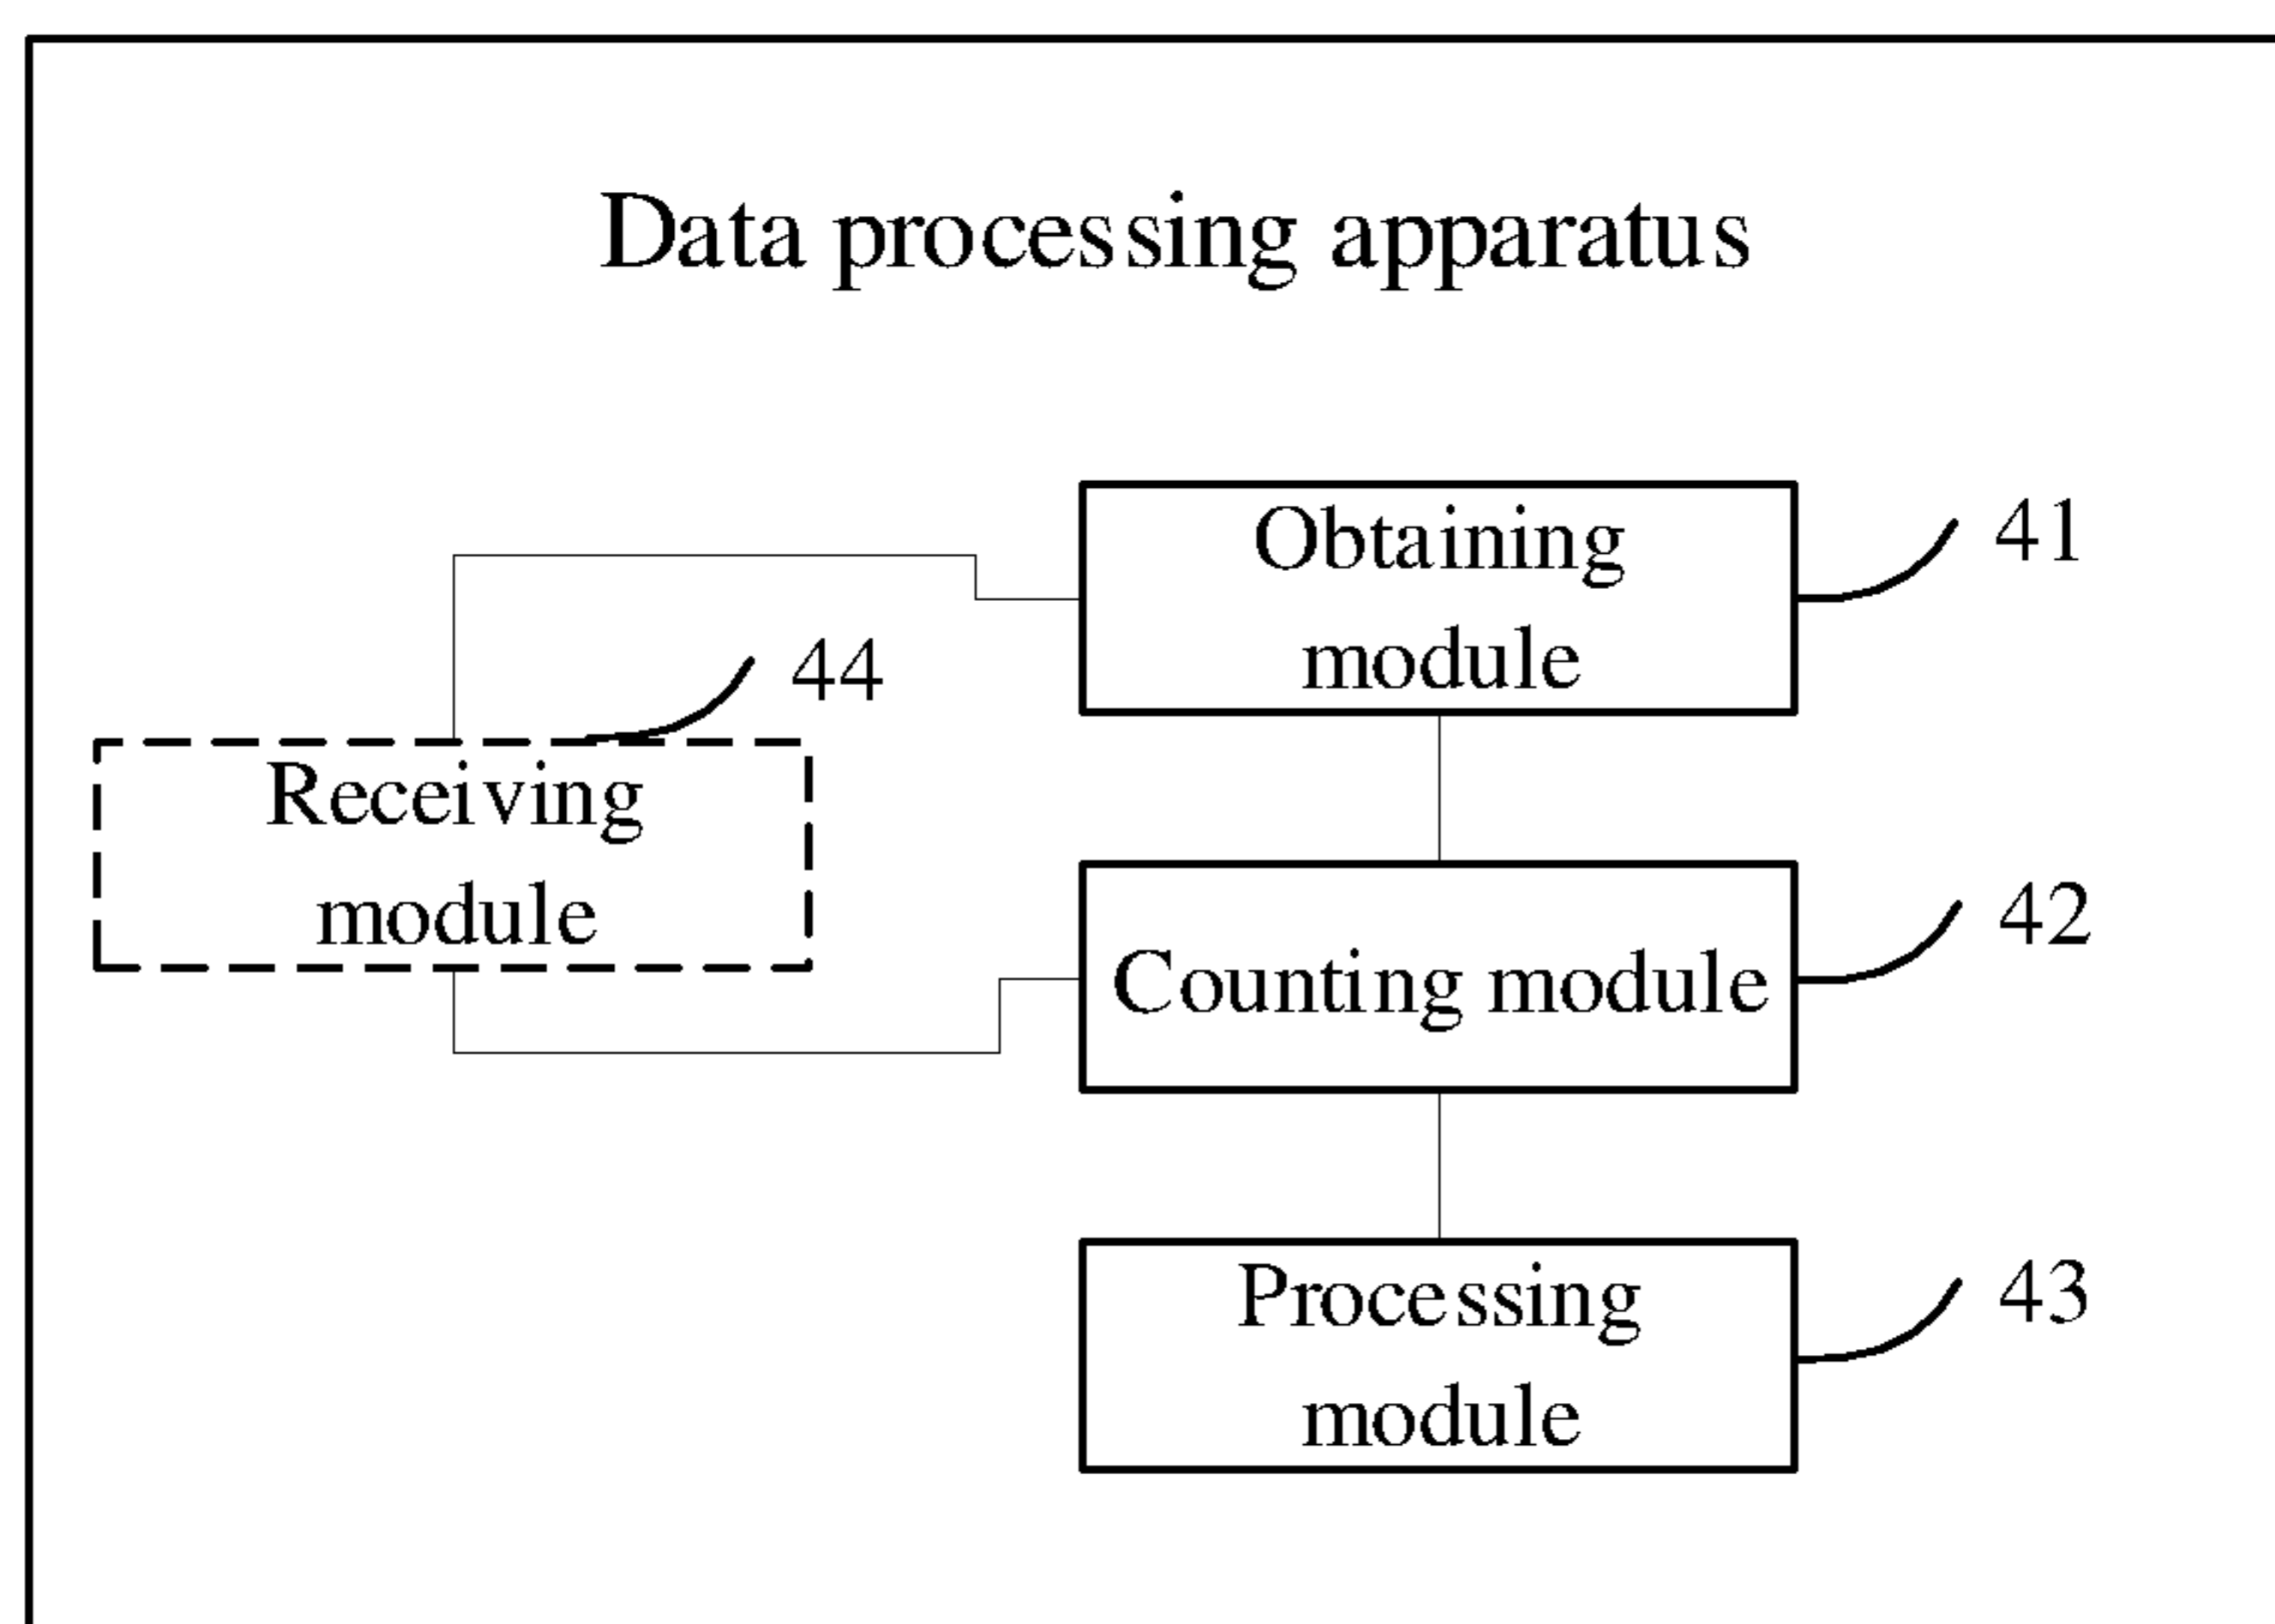 Data processing apparatus
Obtaining
module
41
44
Receiving
module
Counting module
42
Processing
module
43